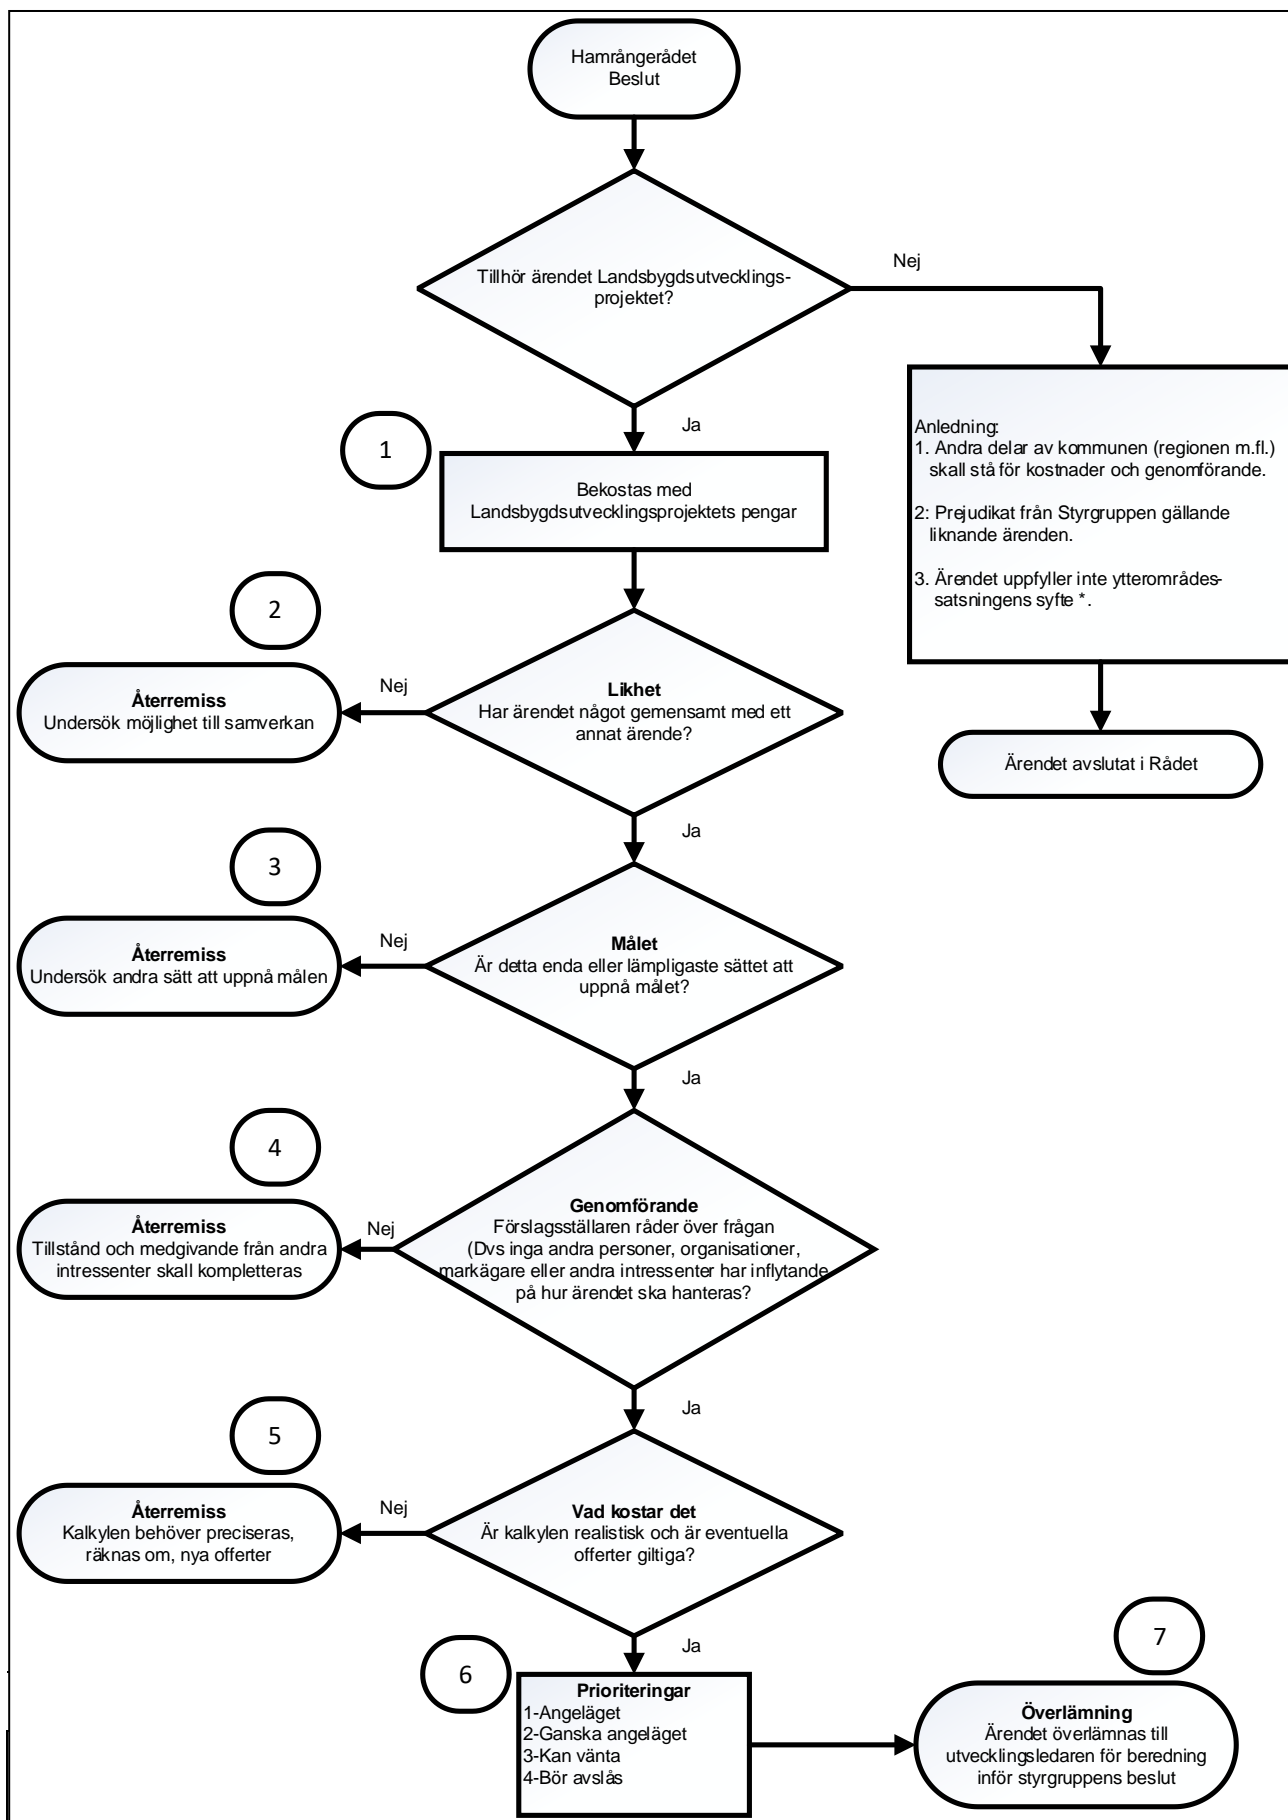 Hamrångerådet
Beslut
Tillhör ärendet Landsbygdsutvecklings-
projektet?
Nej
Ja
Anledning:
1. Andra delar av kommunen (regionen m.fl.)
skall stå för kostnader och genomförande.
2: Prejudikat från Styrgruppen gällande
liknande ärenden.
3. Ärendet uppfyller inte ytterområdes-
satsningens syfte *.
Ärendet avslutat i Rådet
1
Bekostas med
Landsbygdsutvecklingsprojektets pengar
2
Återremiss
Undersök möjlighet till samverkan
Nej
Likhet
Har ärendet något gemensamt med ett
annat ärende?
Ja
3
Återremiss
Undersök andra sätt att uppnå målen
Nej
Målet
Är detta enda eller lämpligaste sättet att
uppnå målet?
Ja
4
Återremiss
Tillstånd och medgivande från andra
intressenter skall kompletteras
Nej
Genomförande
Förslagsställaren råder över frågan
(Dvs inga andra personer, organisationer,
markägare eller andra intressenter har inflytande
på hur ärendet ska hanteras?
Ja
5
Återremiss
Kalkylen behöver preciseras,
räknas om, nya offerter
Nej
Vad kostar det
Är kalkylen realistisk och är eventuella
offerter giltiga?
Ja
6
Prioriteringar
1-Angeläget
2-Ganska angeläget
3-Kan vänta
4-Bör avslås
7
Överlämning
Ärendet överlämnas till
utvecklingsledaren för beredning
inför styrgruppens beslut